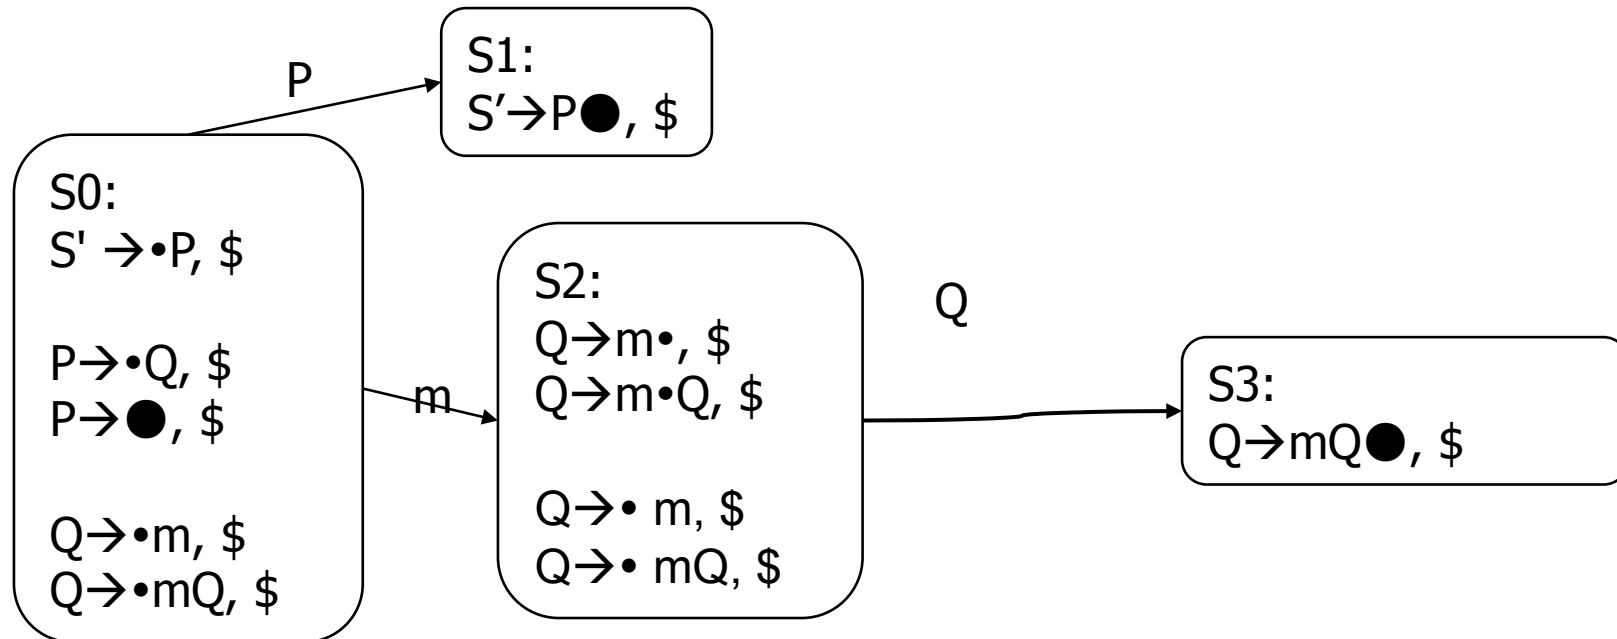 P
S1:
S′→P●, $
S0:
S' →•P, $
P→•Q, $
P→●, $
Q→•m, $
Q→•mQ, $
m
S2:
Q→m•, $
Q→m•Q, $
Q→• m, $
Q→• mQ, $
Q
S3:
Q→mQ●, $